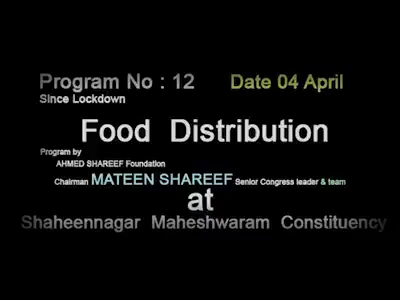 Program No : 12 Date 04 April
Since Lockdown
Food Distribution
Program by
AHMED SHAREEF Foundation
Chairman MATEEN SHAREEF Senior Congress leader & team
at
Shaheennagar Maheshwaram Constituency